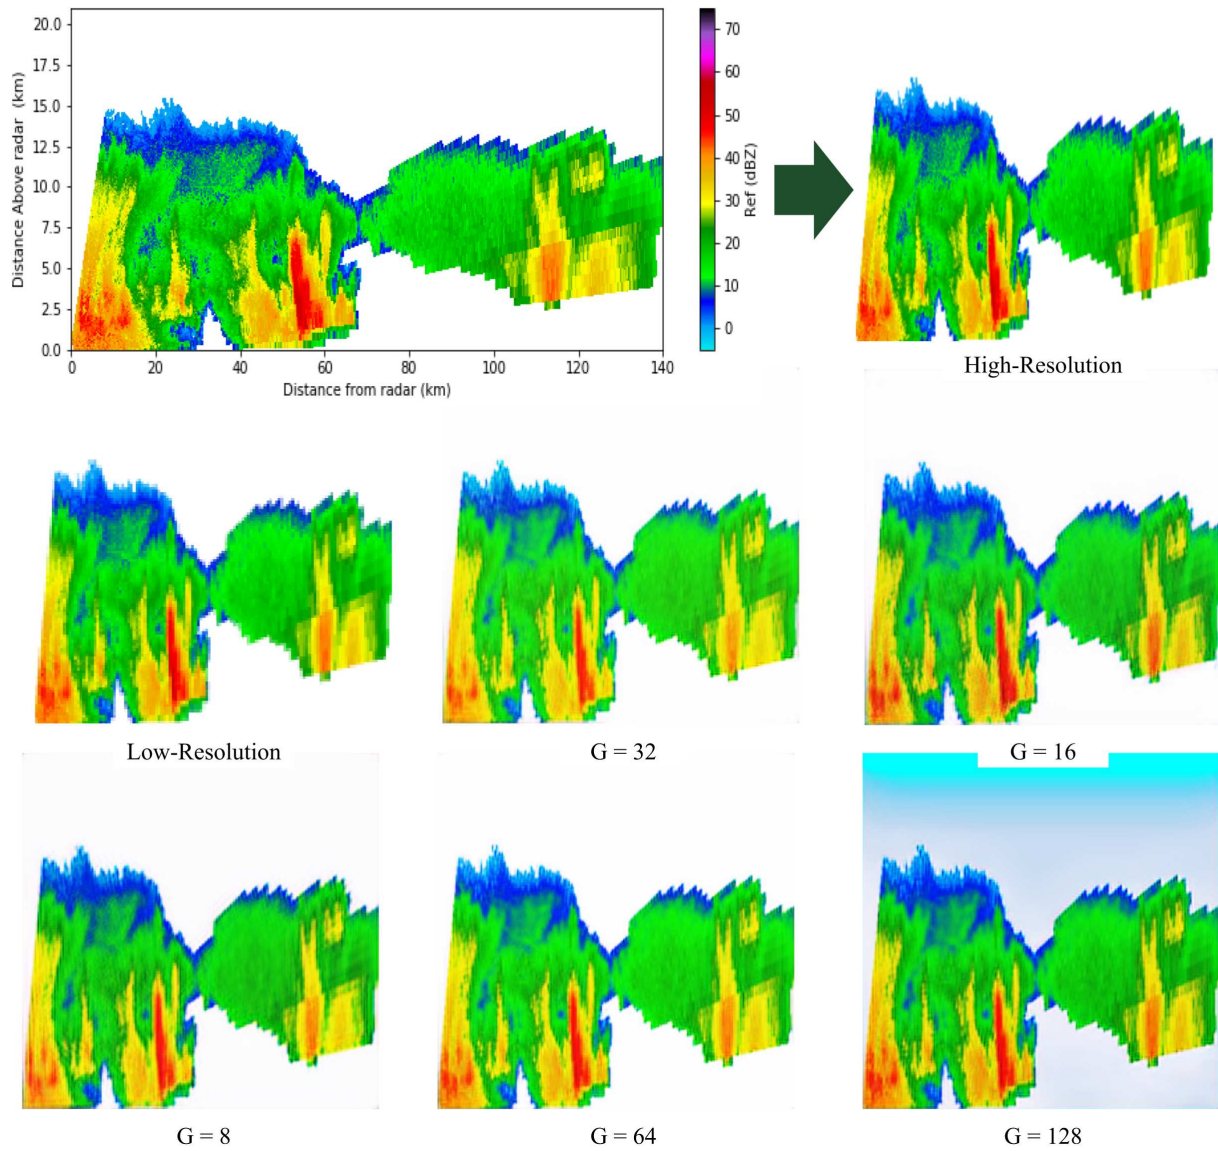 20.0
17.5
15.0
12.5
10.0
7.5
5.0
2.5
0.0
Distance Above radar (km)
0 20 40 60 80 100 120 140
Distance from radar (km)
70
60
50
40
30
20
10
0
Ref (dBZ)
High-Resolution
Low-Resolution
G = 32
G = 16
G = 8
G = 64
G = 128